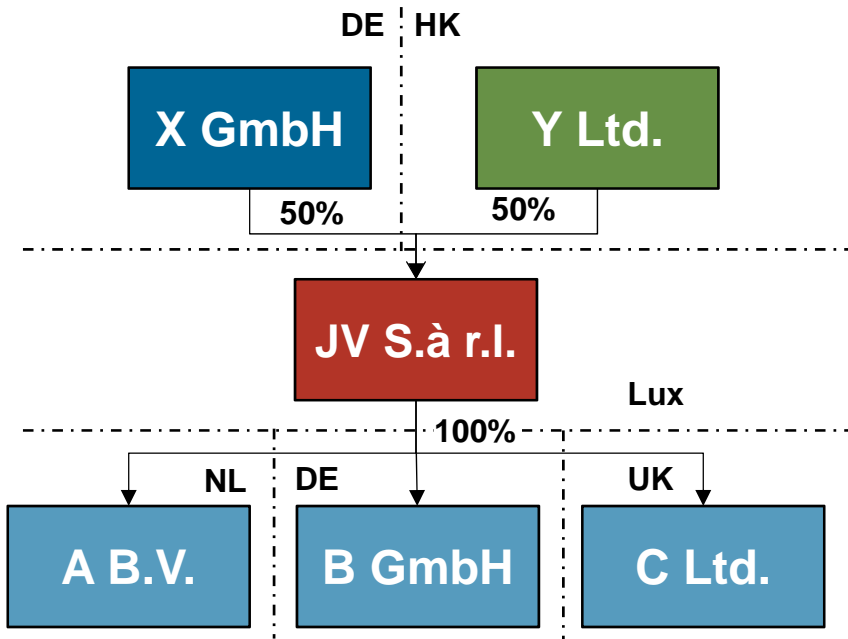 DE HK
X GmbH Y Ltd.
50% 50%
JV S.à r.l.
Lux
100%
NL DE UK
A B.V. B GmbH C Ltd.